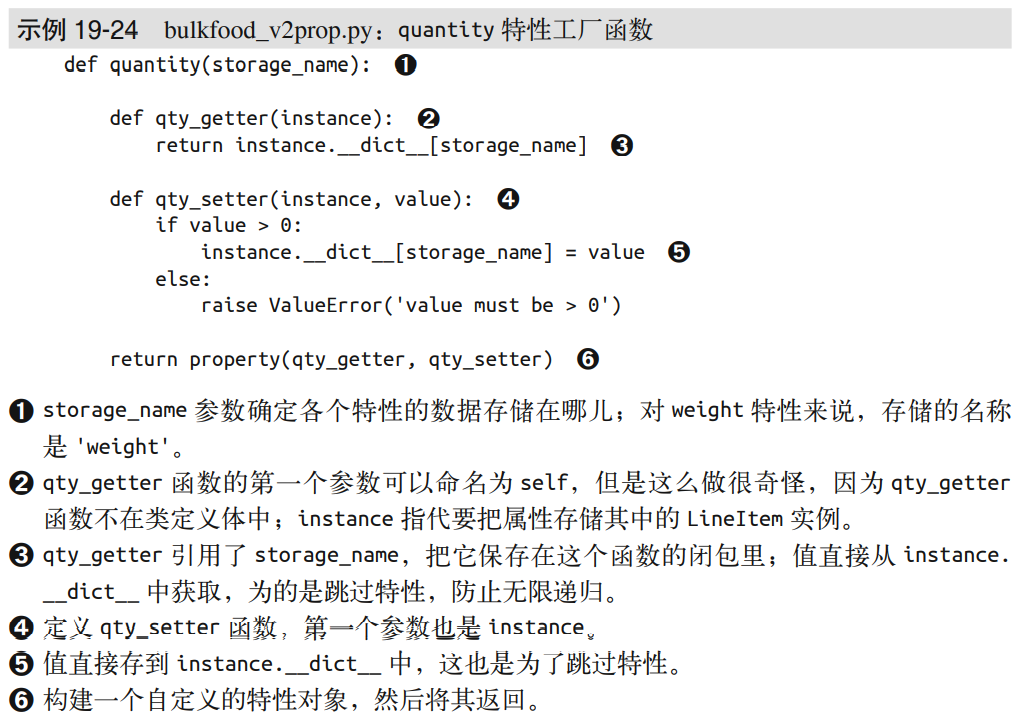 示例 19-24 bulkfood_v2prop.py：quantity 特性工厂函数
def quantity(storage_name): ❶
    def qty_getter(instance): ❷
        return instance.__dict__[storage_name] ❸
    def qty_setter(instance, value): ❹
        if value > 0:
            instance.__dict__[storage_name] = value ❺
        else:
            raise ValueError('value must be > 0')
    return property(qty_getter, qty_setter) ❻
❶ storage_name 参数确定各个特性的数据存储在哪儿；对 weight 特性来说，存储的名称
是 'weight'。
❷ qty_getter 函数的第一个参数可以命名为 self，但是这么做很奇怪，因为 qty_getter
函数不在类定义体中；instance 指代要把属性存储其中的 LineItem 实例。
❸ qty_getter 引用了 storage_name，把它保存在这个函数的闭包里；值直接从 instance.
__dict__ 中获取，为的是跳过特性，防止无限递归。
❹ 定义 qty_setter 函数，第一个参数也是 instance。
❺ 值直接存到 instance.__dict__ 中，这也是为了跳过特性。
❻ 构建一个自定义的特性对象，然后将其返回。